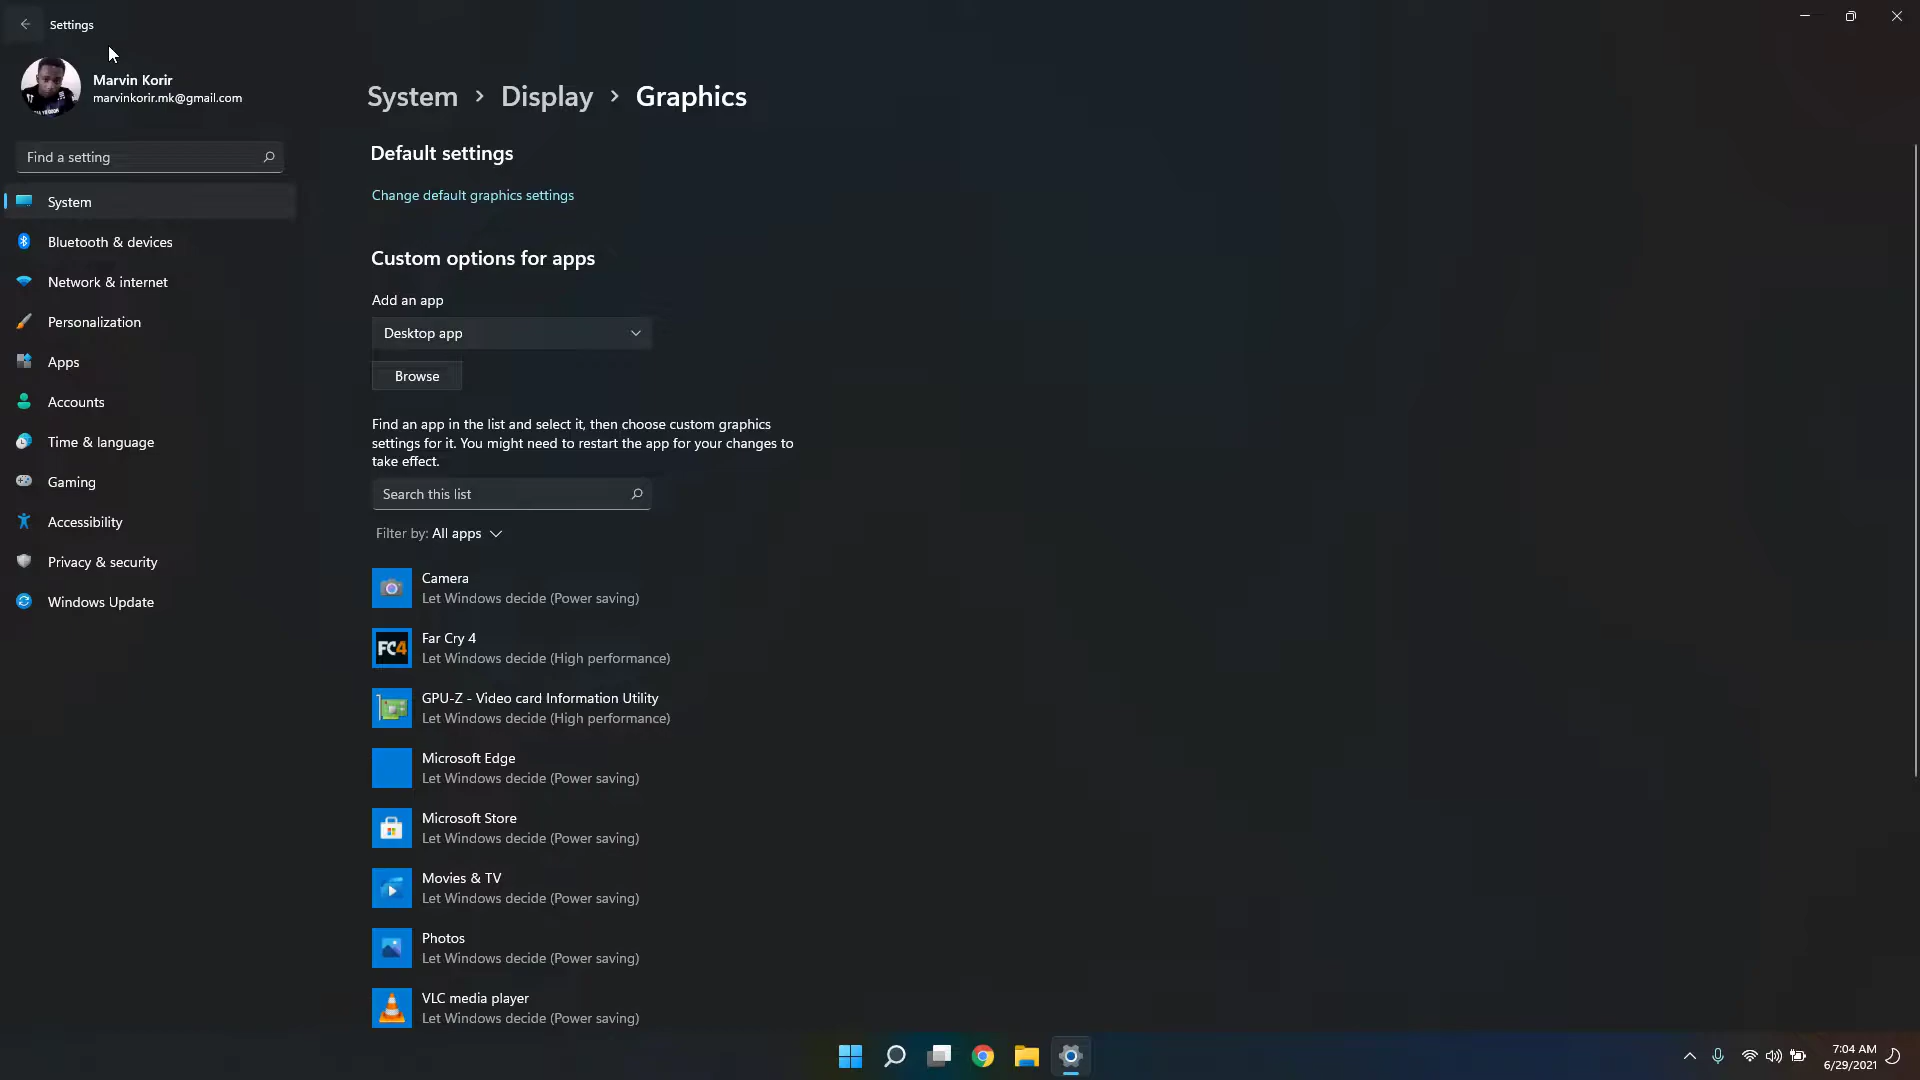 Settings
Marvin Korir
marvinkorir.mk@gmail.com
Find a setting
System
Bluetooth & devices
Network & internet
Personalization
Apps
Accounts
Time & language
Gaming
Accessibility
Privacy & security
Windows Update
System > Display > Graphics
Default settings
Change default graphics settings
Custom options for apps
Add an app
Desktop app
Browse
Find an app in the list and select it, then choose custom graphics
settings for it. You might need to restart the app for your changes to
take effect.
Search this list
Filter by: All apps
Camera
Let Windows decide (Power saving)
FC4
Far Cry 4
Let Windows decide (High performance)
GPU-Z - Video card Information Utility
Let Windows decide (High performance)
Microsoft Edge
Let Windows decide (Power saving)
Microsoft Store
Let Windows decide (Power saving)
Movies & TV
Let Windows decide (Power saving)
Photos
Let Windows decide (Power saving)
VLC media player
Let Windows decide (Power saving)
7:04 AM
6/29/2021